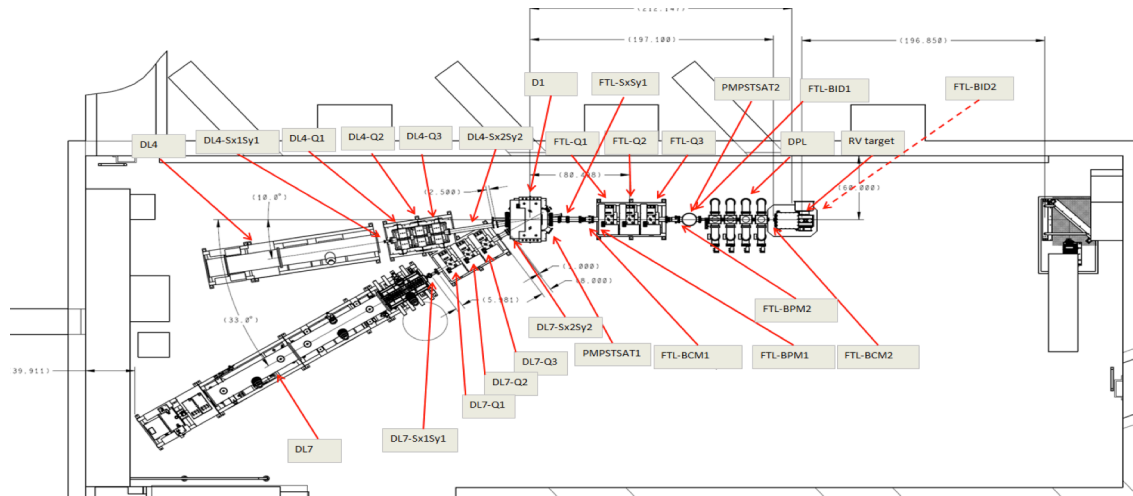 (212.147)
(197.100)
(196.850)
D1
FTL-SxSy1
PMPSTSAT2
FTL-BID1
FTL-BID2
DL4
DL4-Sx1Sy1
DL4-Q1
DL4-Q2
DL4-Q3
DL4-Sx2Sy2
FTL-Q1
FTL-Q2
FTL-Q3
DPL
RV target
(10.0°)
(2.500)
(60.000)
(33.0°)
(1.000)
(8.000)
(5.981)
39.911)
DL7-Sx2Sy2
FTL-BPM2
PMPSTSAT1
FTL-BCM1
FTL-BPM1
FTL-BCM2
DL7-Q3
DL7-Q2
DL7-Q1
DL7-Sx1Sy1
DL7